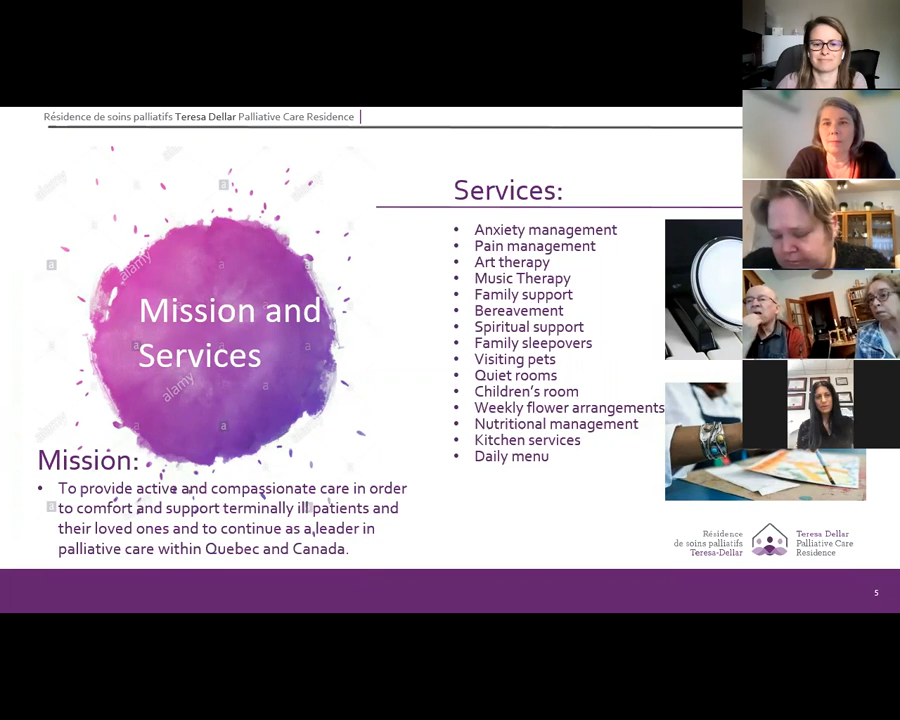 Résidence de soins palliatifs Teresa Dellar Palliative Care Residence
alamy
alamy
a
Services:
• Anxiety management
• Pain management
• Art therapy
• Music Therapy
• Family support
• Bereavement
• Spiritual support
• Family sleepovers
• Visiting pets
• Quiet rooms
• Children's room
• Weekly flower arrangements
• Nutritional management
• Kitchen services
• Daily menu
a
alamy
Mission and
Services
alamy
a
Mission:
• To provide active and compassionate care in order
to comfort and support terminally ill patients and
their loved ones and to continue as a leader in
palliative care within Quebec and Canada.
Résidence
de soins palliatifs
Teresa-Dellar
Teresa Dellar
Palliative Care
Residence
5